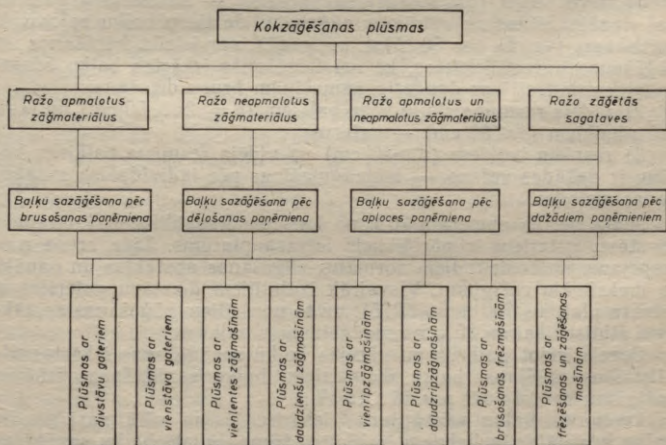 Kokzāģēšanas plūsmas
Ražo apmalotus
zāģmateriālus
Ražo neapmalotus
zāģmateriālus
Ražo apmalotus un
neapmalotus zāģmateriālus
Ražo zāģētās
sagataves
Baļķu sazāģēšana pēc
brusošanas paņēmiena
Baļķu sazāģēšana pēc
dēļošanas paņēmiena
Baļķu sazāģēšana pēc
aploces paņēmiena
Baļķu sazāģēšana pēc
dažādiem paņēmieniem
Plūsmas ar
divstāvu gateriem
Plūsmas ar
vienstāva gateriem
Plūsmas ar
vienlentes zāģmašīnām
Plūsmas ar
daudzlenšu zāģmašīnām
Plūsmas ar
vienripzāģmašīnām
Plūsmas ar
daudzripzāģmašīnām
Plūsmas ar
brusošanas frēzmašīnām
Plūsmas ar
frēzēšanas un zāģēšanas
mašīnām